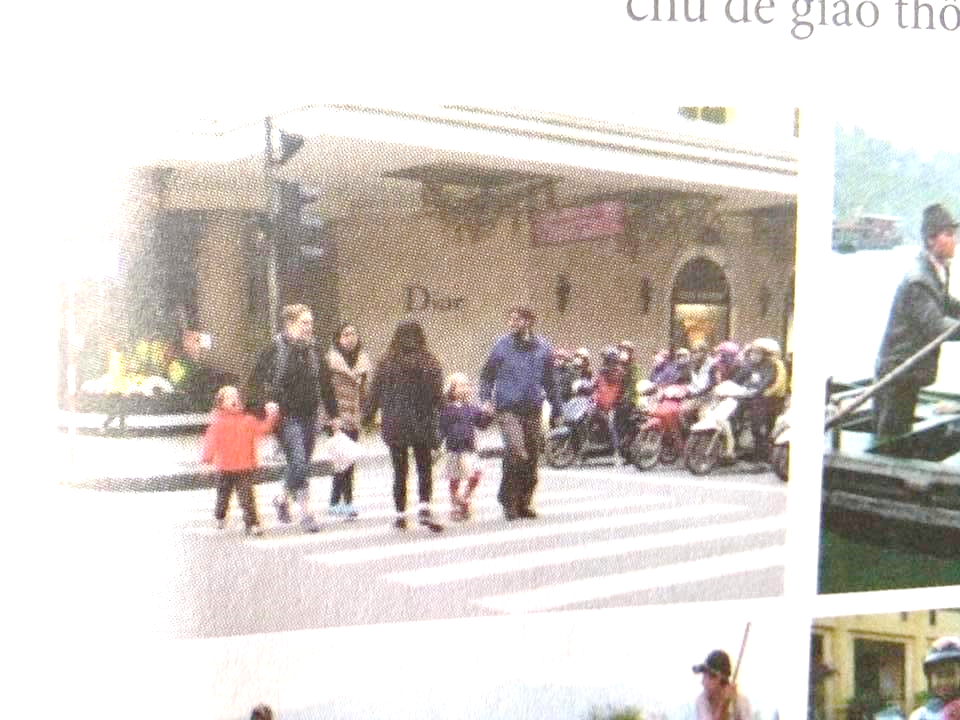 chủ đề giao thô
Dior